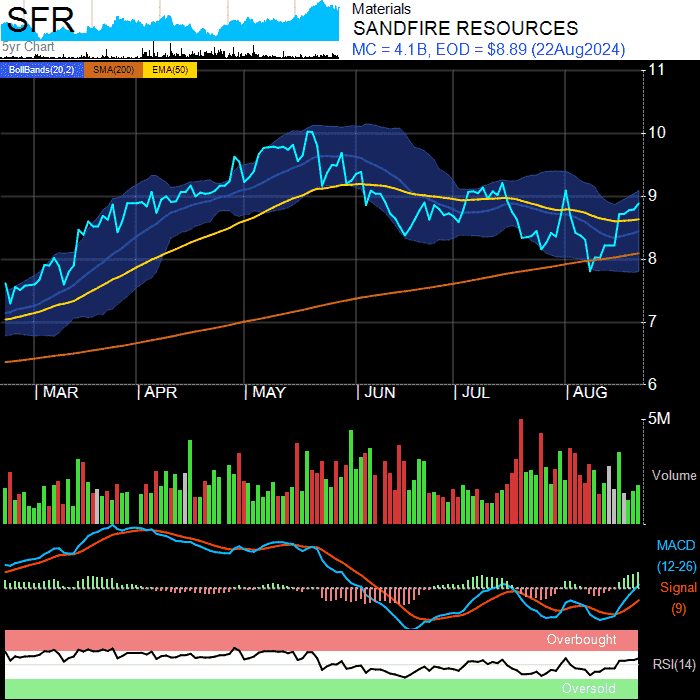 SFR
Materials
SANDFIRE RESOURCES
5yr Chart
MC = 4.1B, EOD = $8.89 (22Aug2024)
BollBands(20,2) SMA(200) EMA(50)
11
10
9
8
7
6
MAR APR MAY JUN JUL AUG
5M
Volume
MACD
(12-26)
Signal
(9)
Overbought
RSI(14)
Oversold